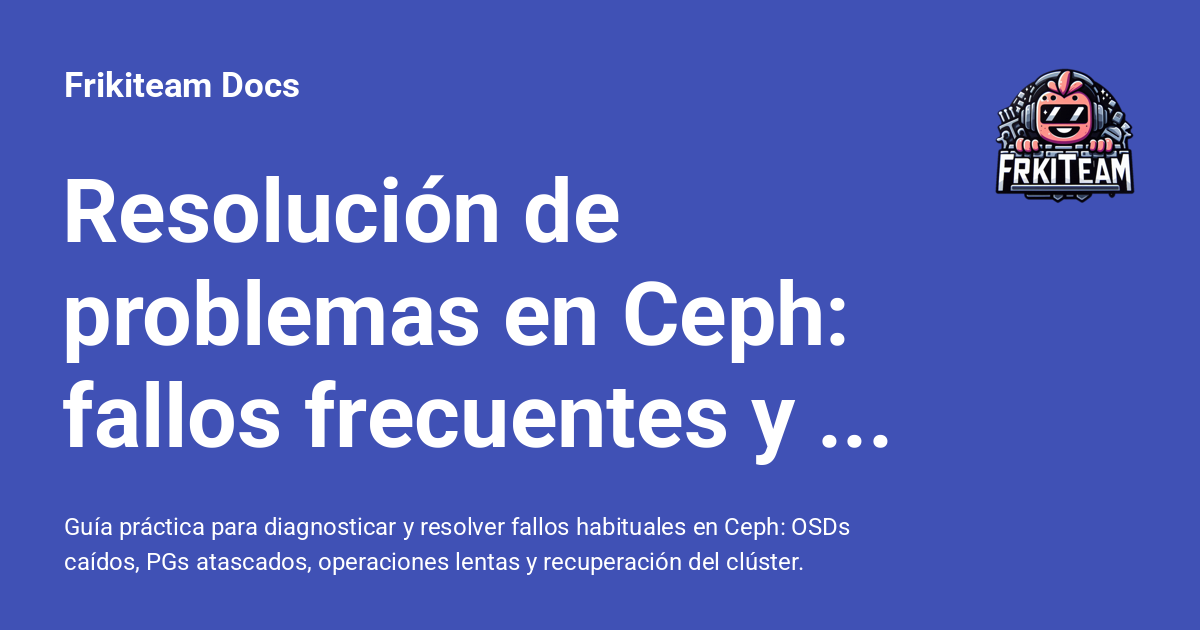 Frikiteam Docs
FRKITEAM
Resolución de
problemas en Ceph:
fallos frecuentes y ...
Guía práctica para diagnosticar y resolver fallos habituales en Ceph: OSDs
caídos, PGs atascados, operaciones lentas y recuperación del clúster.